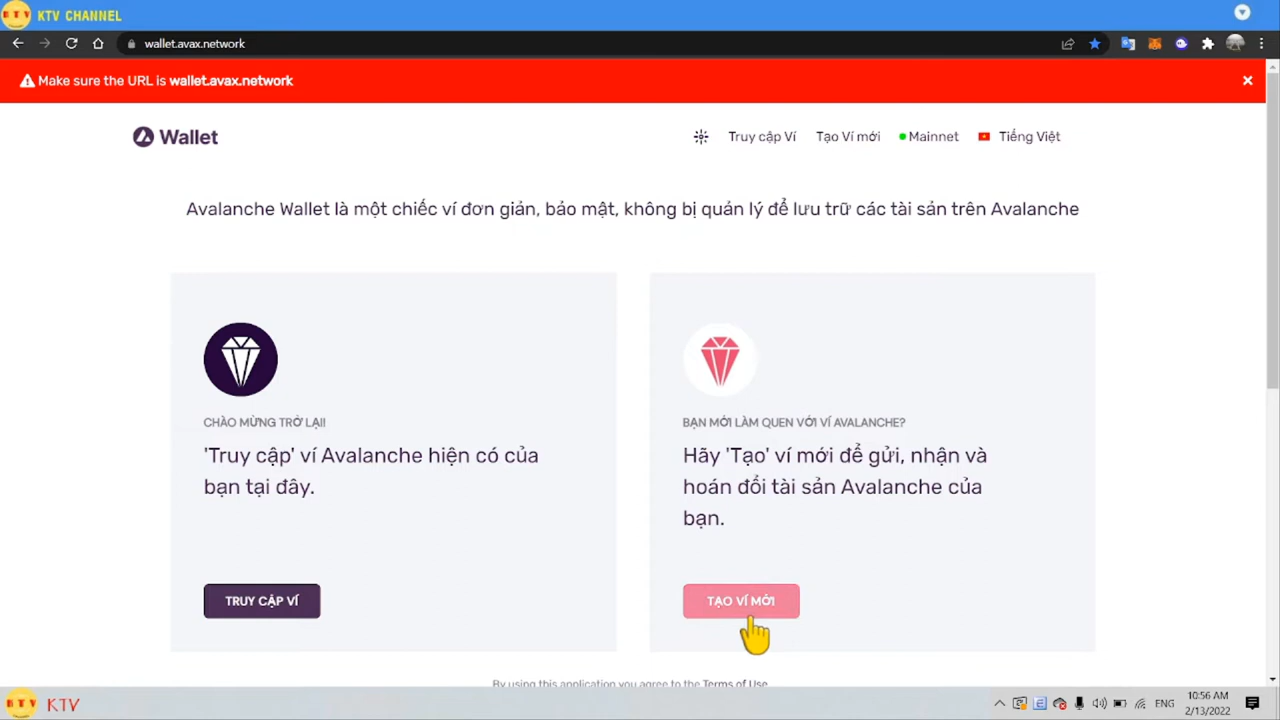 KTV KTV CHANNEL
wallet.avax.network
Make sure the URL is wallet.avax.network
Wallet
Truy cập Ví
Tạo Ví mới
Mainnet
Tiếng Việt
Avalanche Wallet là một chiếc ví đơn giản, bảo mật, không bị quản lý để lưu trữ các tài sản trên Avalanche
CHÀO MỪNG TRỞ LẠI!
'Truy cập' ví Avalanche hiện có của
bạn tại đây.
TRUY CẬP VÍ
BẠN MỚI LÀM QUEN VỚI VÍ AVALANCHE?
Hãy 'Tạo' ví mới để gửi, nhận và
hoán đổi tài sản Avalanche của
bạn.
TẠO VÍ MỚI
By using this application you agree to the Terms of Use
KTV KTV
ENG
10:56 AM
2/13/2022